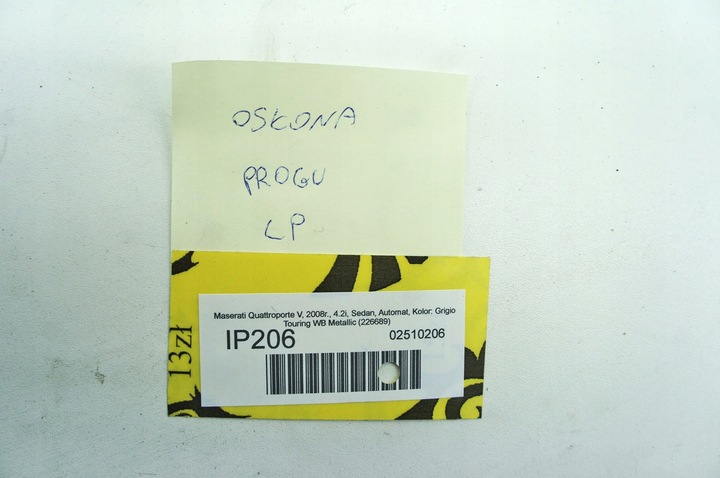 OSŁONA
PROGU
LP
Maserati Quattroporte V, 2008r., 4.2i, Sedan, Automat, Kolor: Grigio
Touring WB Metallic (226689)
IP206
02510206
13zł